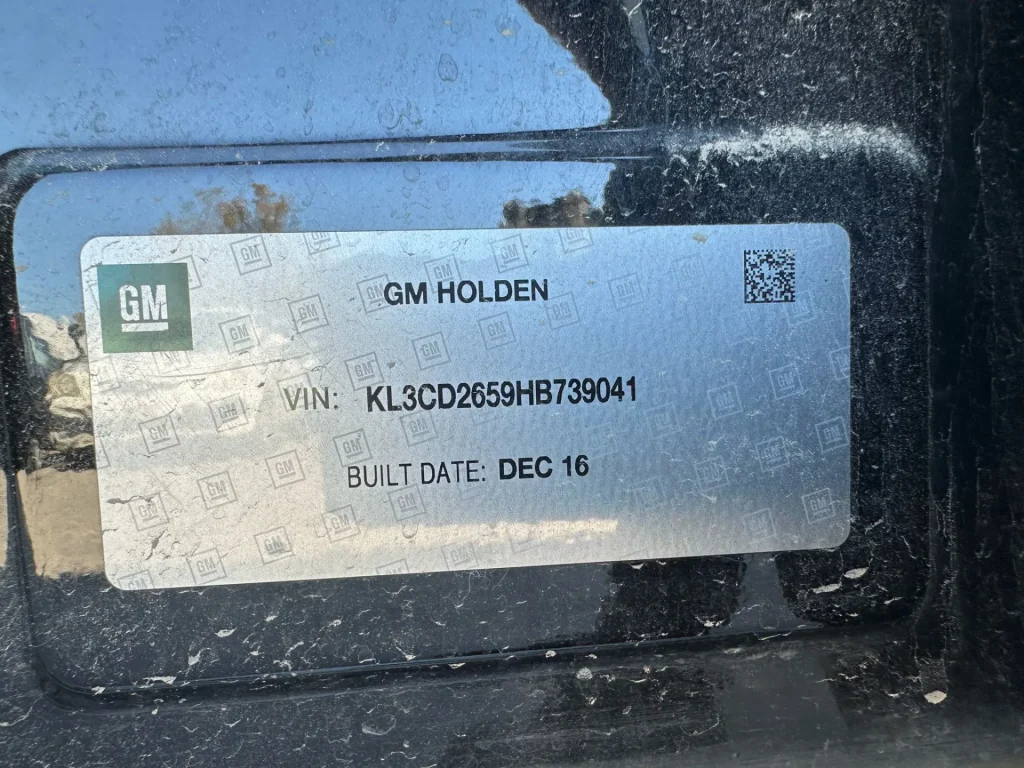 GM
GM HOLDEN
VIN: KL3CD2659HB739041
BUILT DATE: DEC 16